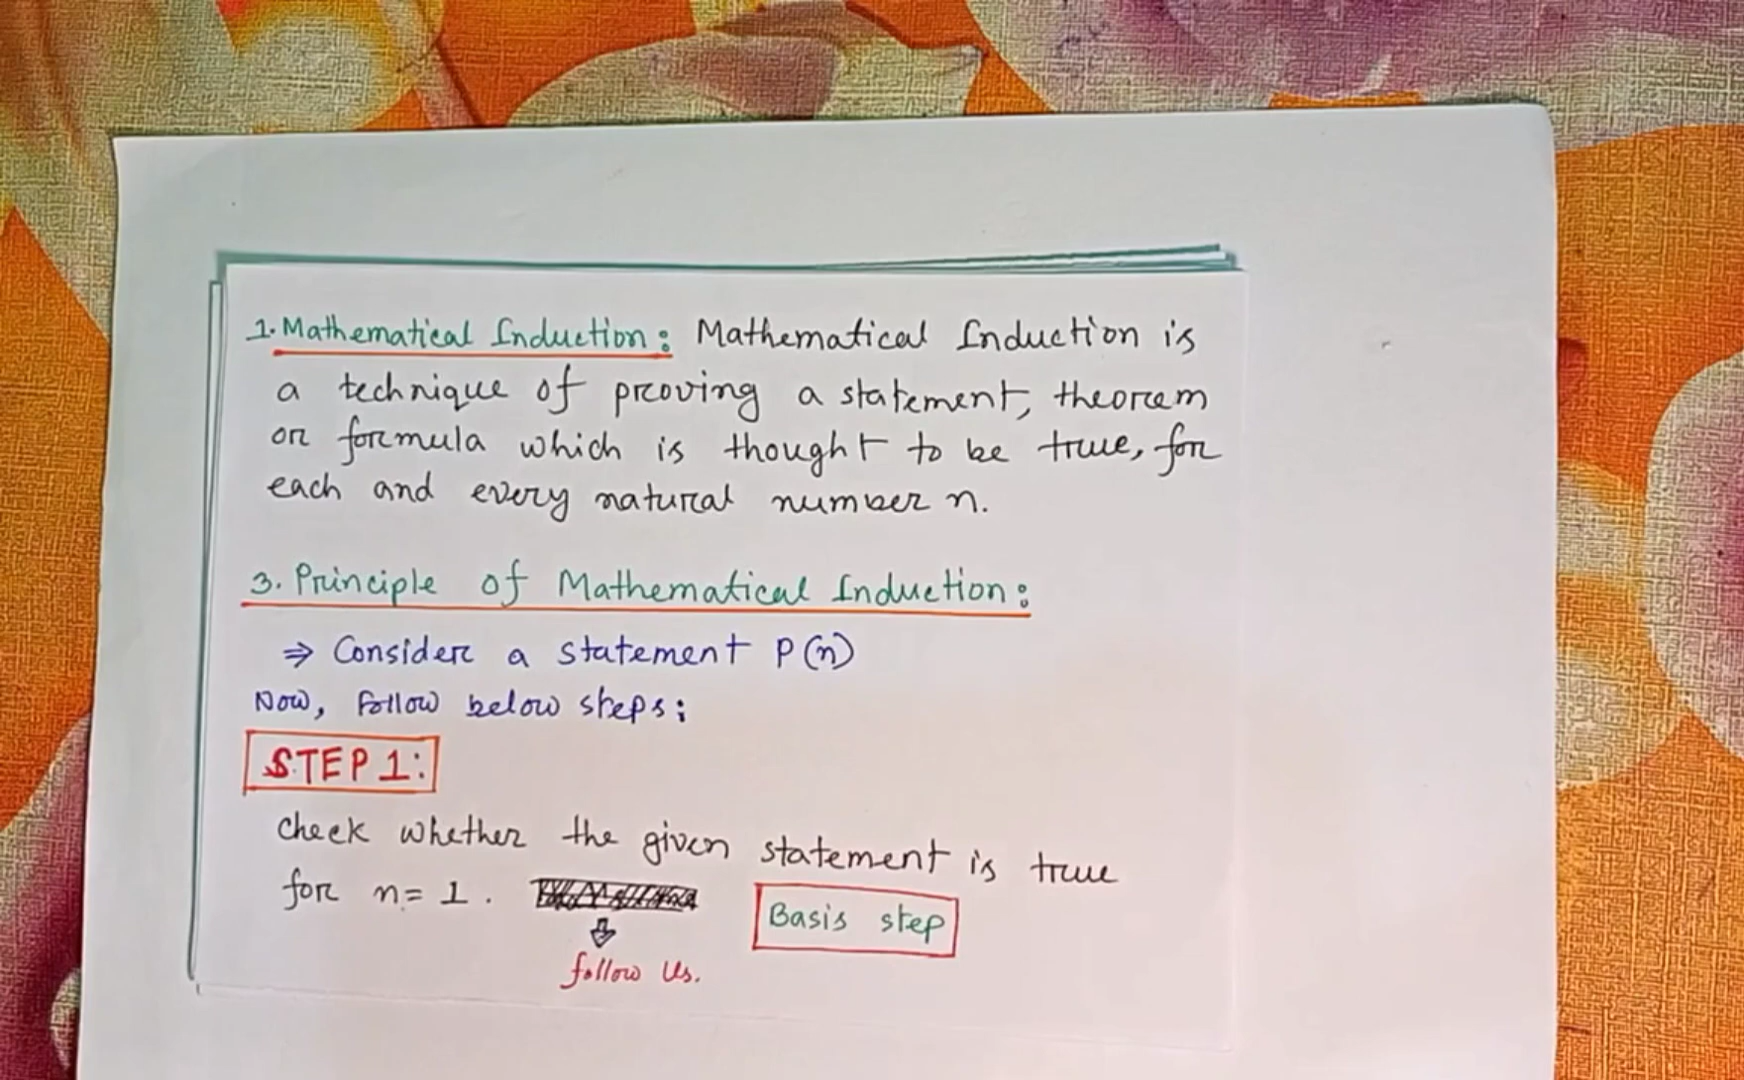 1. Mathematical Induction: Mathematical Induction is
a technique of proving a statement, theorem
or formula which is thought to be true, for
each and every natural number n.
3. Principle of Mathematical Induction:
⇒ Consider a statement P(n)
Now, follow below steps:
STEP 1:
check whether the given statement is true
for n = 1. Basis step
follow Us.